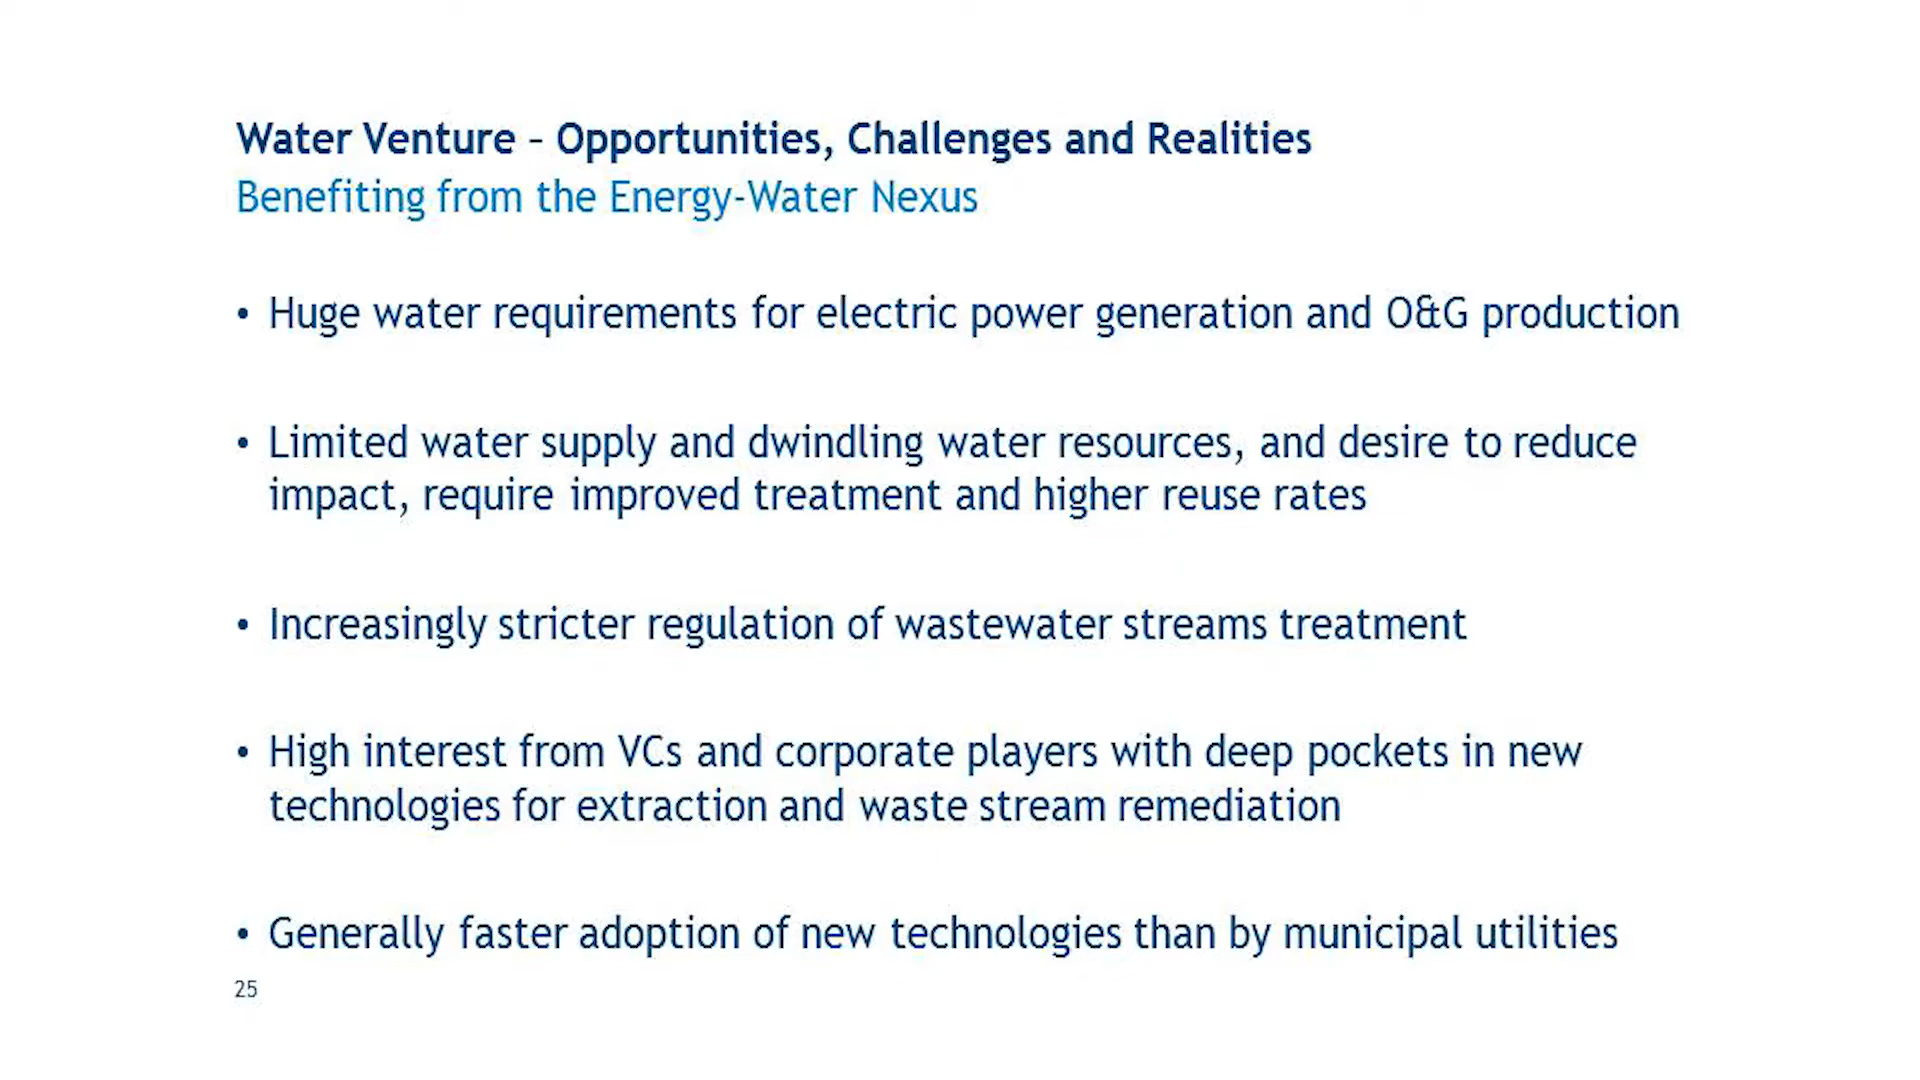 Water Venture – Opportunities, Challenges and Realities
Benefiting from the Energy-Water Nexus
• Huge water requirements for electric power generation and O&G production
• Limited water supply and dwindling water resources, and desire to reduce
impact, require improved treatment and higher reuse rates
• Increasingly stricter regulation of wastewater streams treatment
• High interest from VCs and corporate players with deep pockets in new
technologies for extraction and waste stream remediation
• Generally faster adoption of new technologies than by municipal utilities
25